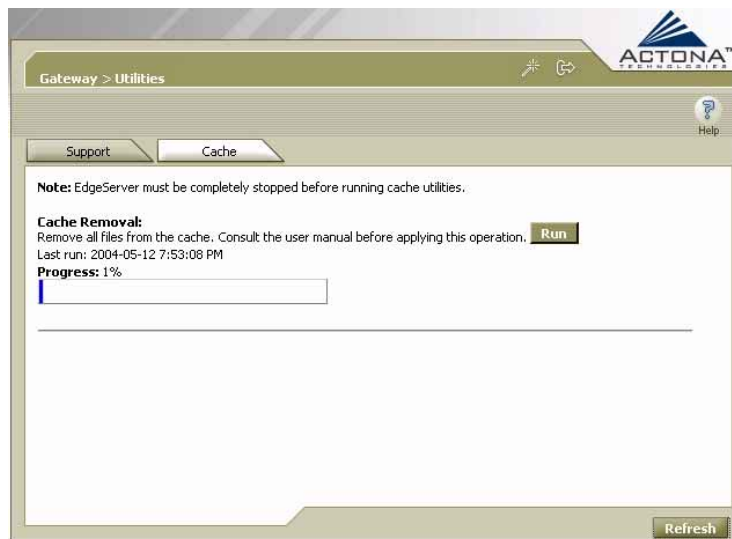 ACTONA™
TECHNOLOGIES
Gateway > Utilities
Help
Support
Cache
Note: EdgeServer must be completely stopped before running cache utilities.
Cache Removal:
Remove all files from the cache. Consult the user manual before applying this operation. Run
Last run: 2004-05-12 7:53:08 PM
Progress: 1%
Refresh